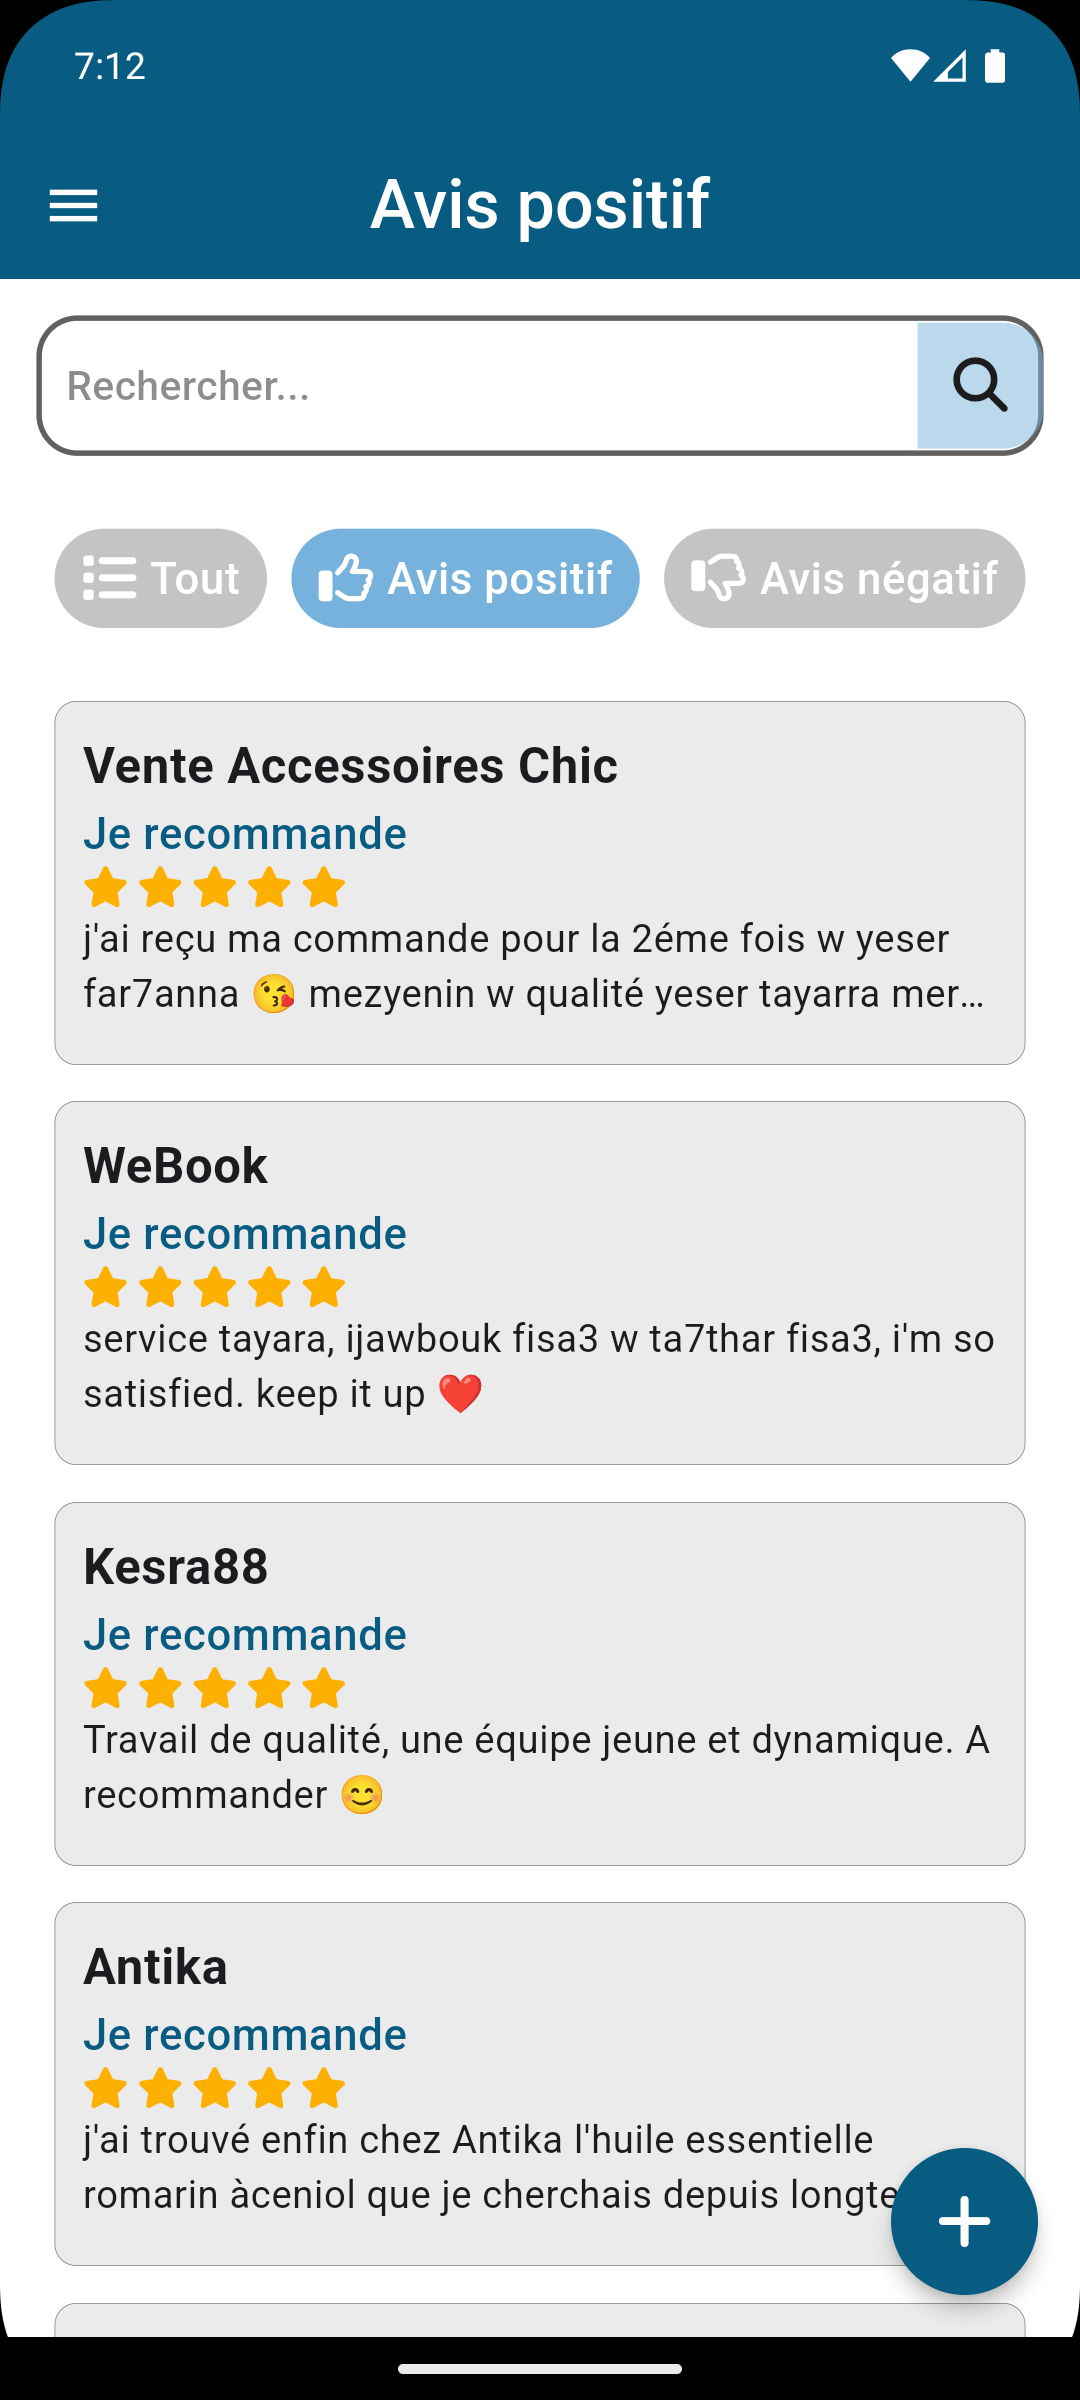 7:12
Avis positif
Rechercher...
Tout
Avis positif
Avis négatif
Vente Accessoires Chic
Je recommande
j'ai reçu ma commande pour la 2éme fois w yeser
far7anna 😘 mezyenin w qualité yeser tayarra mer…
WeBook
Je recommande
service tayara, ijawbouk fisa3 w ta7thar fisa3, i'm so
satisfied. keep it up ❤️
Kesra88
Je recommande
Travail de qualité, une équipe jeune et dynamique. A
recommander 😊
Antika
Je recommande
j'ai trouvé enfin chez Antika l'huile essentielle
romarin àceniol que je cherchais depuis longte